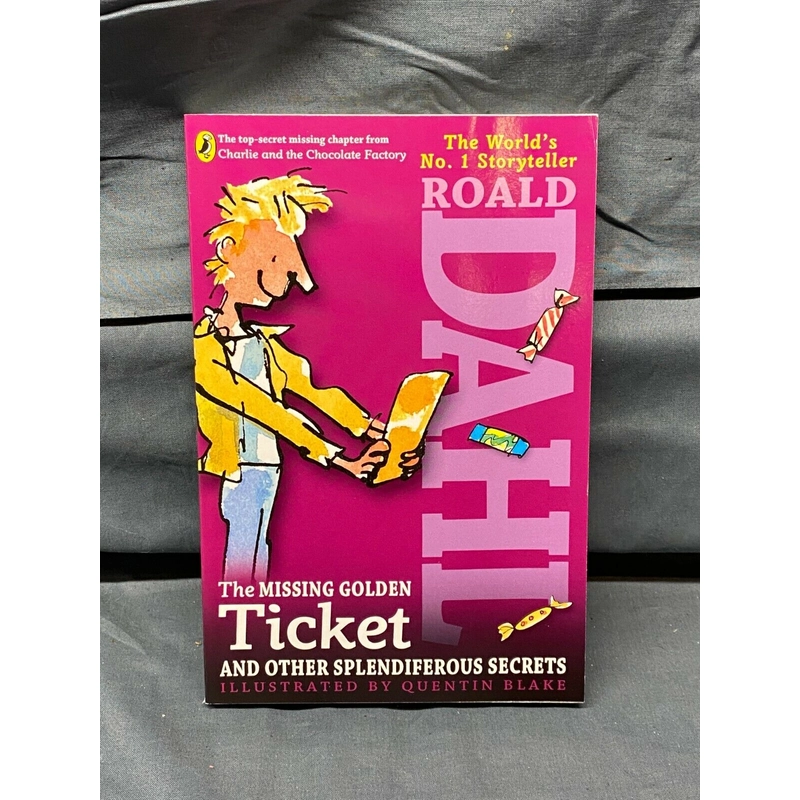 The top-secret missing chapter from
Charlie and the Chocolate Factory
The World's
No. 1 Storyteller
ROALD
DAHL
The MISSING GOLDEN
Ticket
AND OTHER SPLENDIFEROUS SECRETS
ILLUSTRATED BY QUENTIN BLAKE